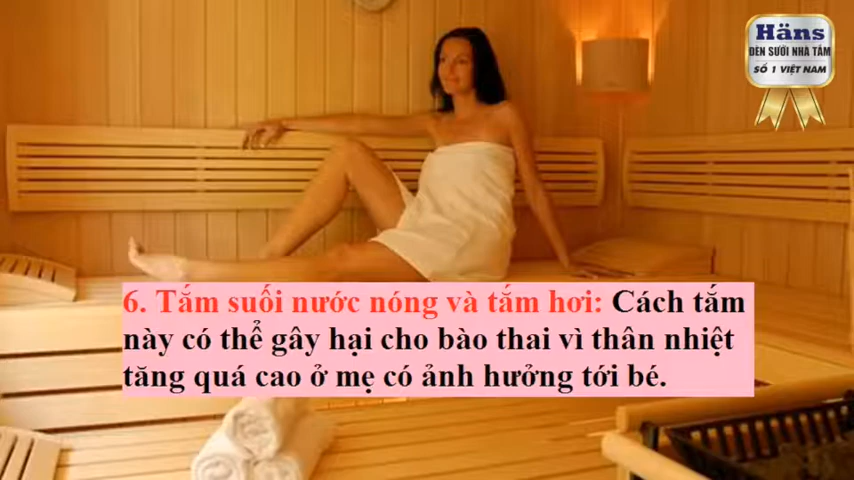 Häns
ĐÈN SƯỞI NHÀ TẮM
SỐ 1 VIỆT NAM
6. Tắm suối nước nóng và tắm hơi: Cách tắm
này có thể gây hại cho bào thai vì thân nhiệt
tăng quá cao ở mẹ có ảnh hưởng tới bé.